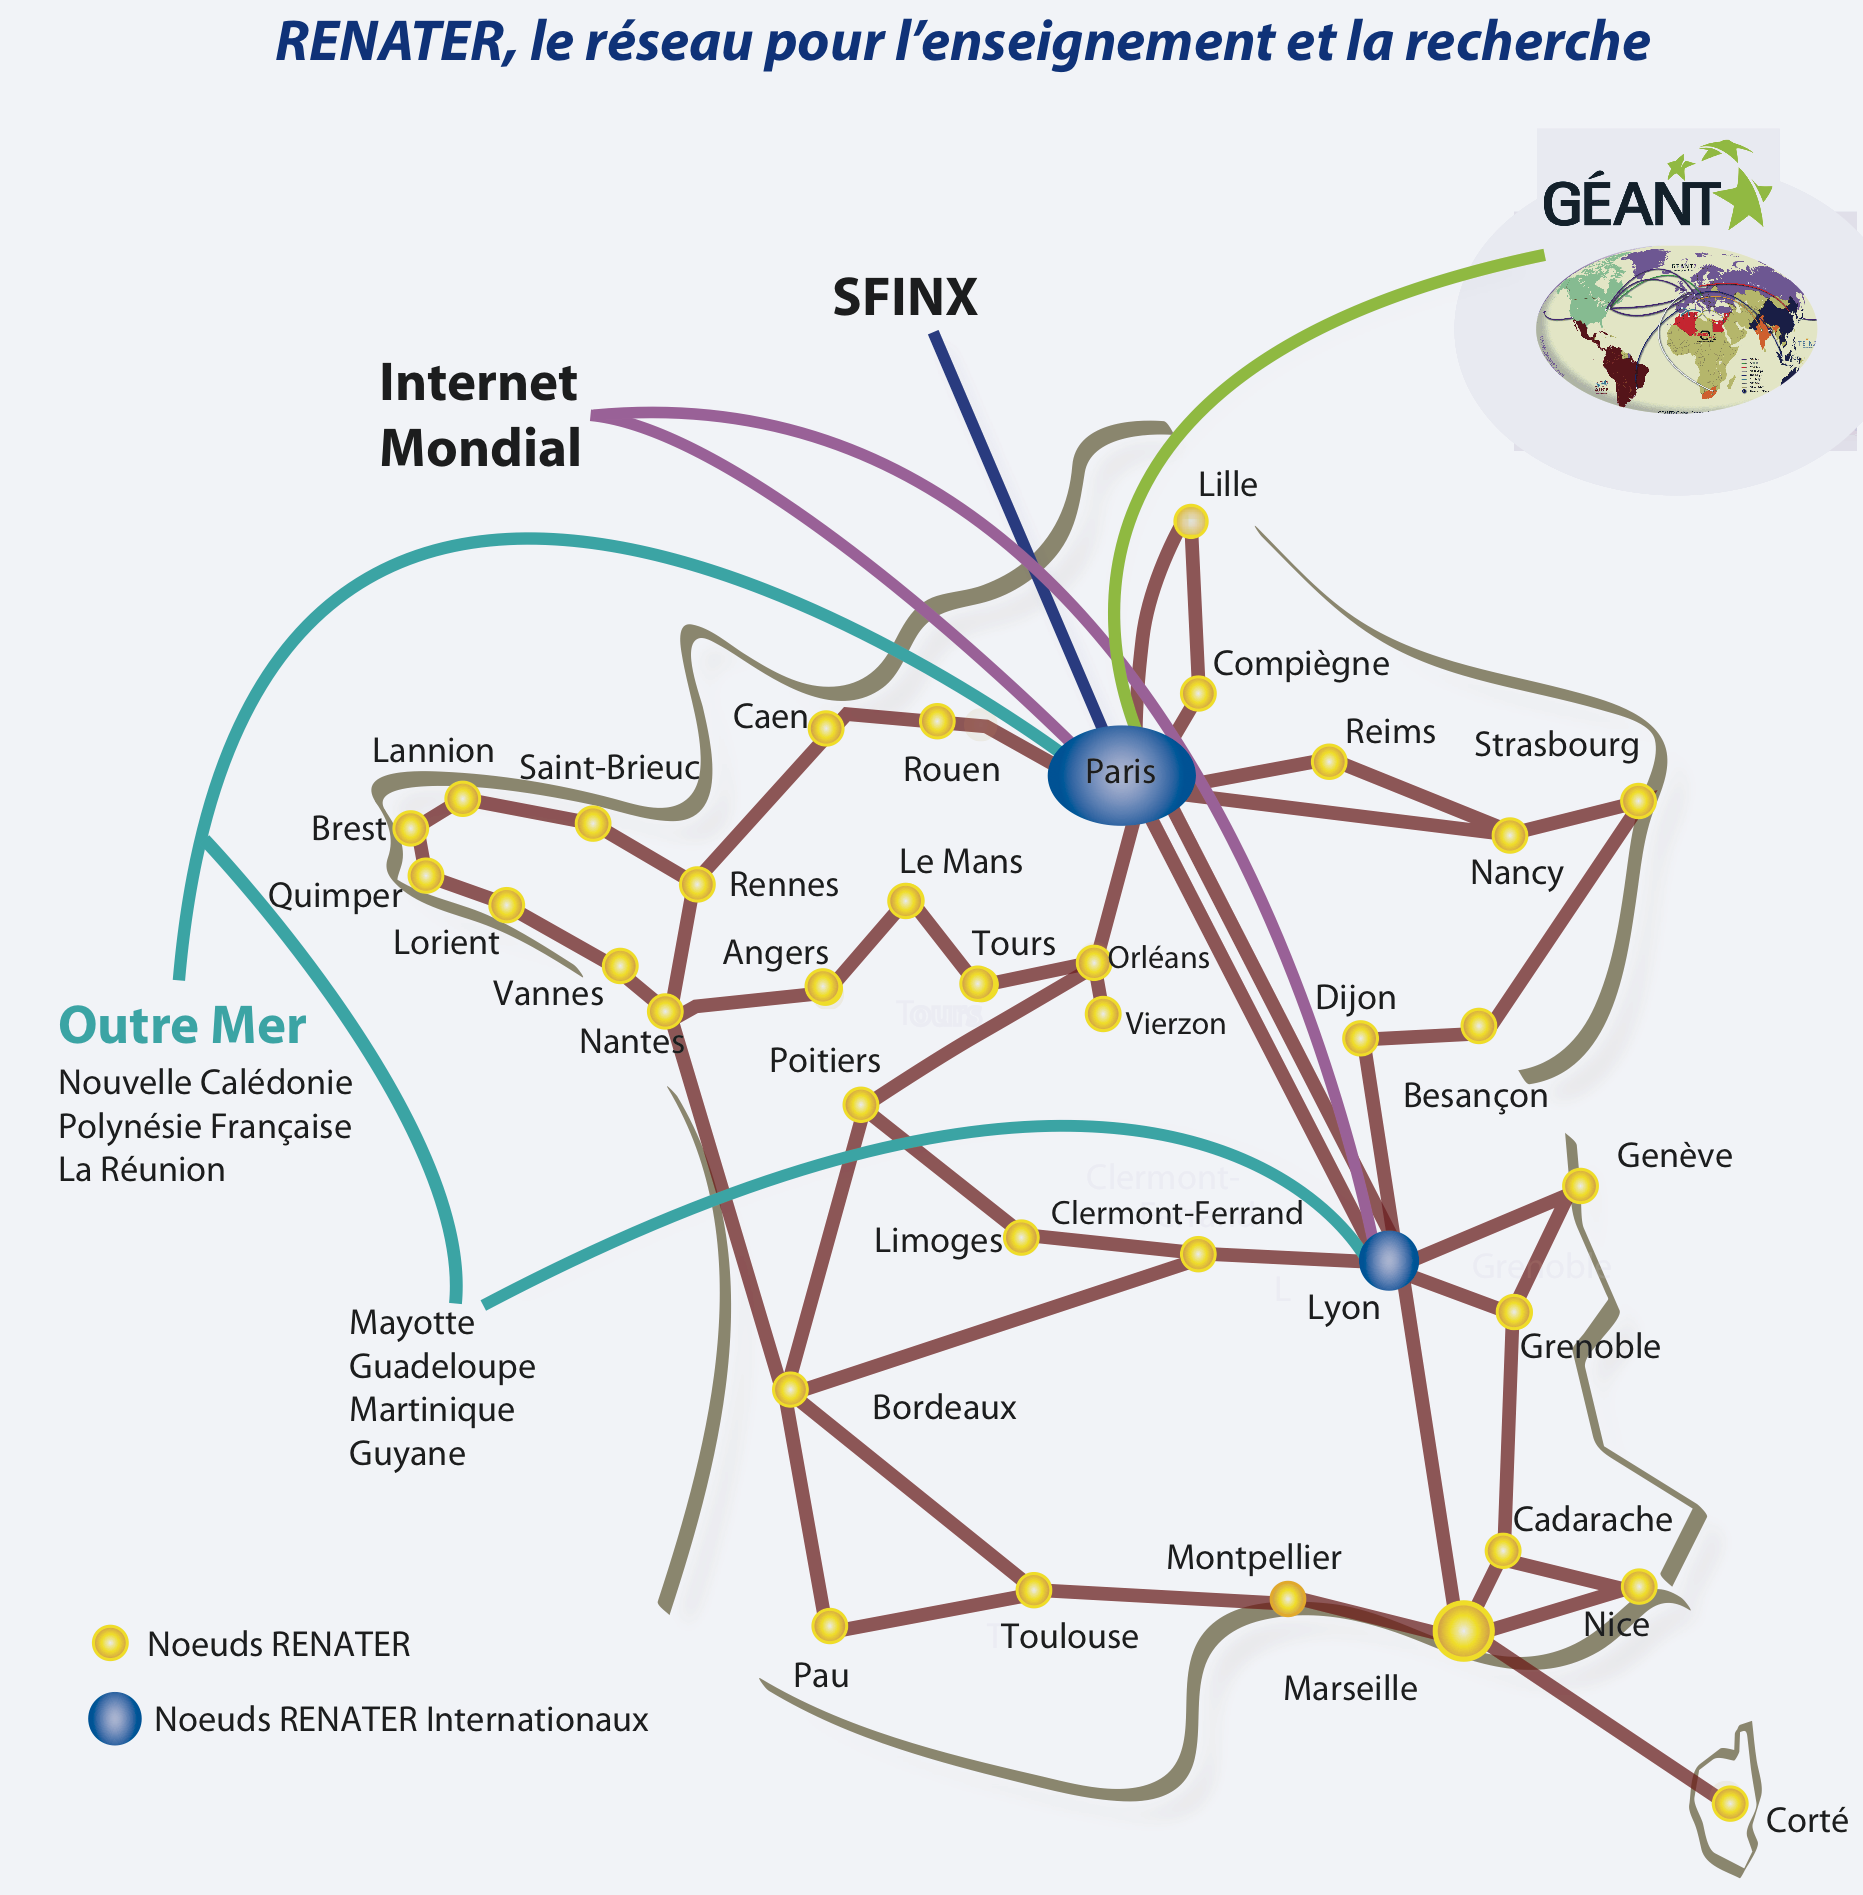 RENATER, le réseau pour l’enseignement et la recherche
GÉANT
SFINX
Internet
Mondial
Lille
Compiègne
Reims
Strasbourg
Caen
Rouen
Paris
Lannion
Saint-Brieuc
Brest
Nancy
Le Mans
Rennes
Quimper
Lorient
Angers
Tours
Orléans
Vannes
Dijon
Tours
Vierzon
Nantes
Outre Mer
Nouvelle Calédonie
Polynésie Française
La Réunion
Poitiers
Besançon
Genève
Clermont-
Clermont-Ferrand
Limoges
Grenoble
L
Lyon
Grenoble
Mayotte
Guadeloupe
Martinique
Guyane
Bordeaux
Cadarache
Montpellier
Nice
Toulouse
Pau
Marseille
Noeuds RENATER
Noeuds RENATER Internationaux
Corté